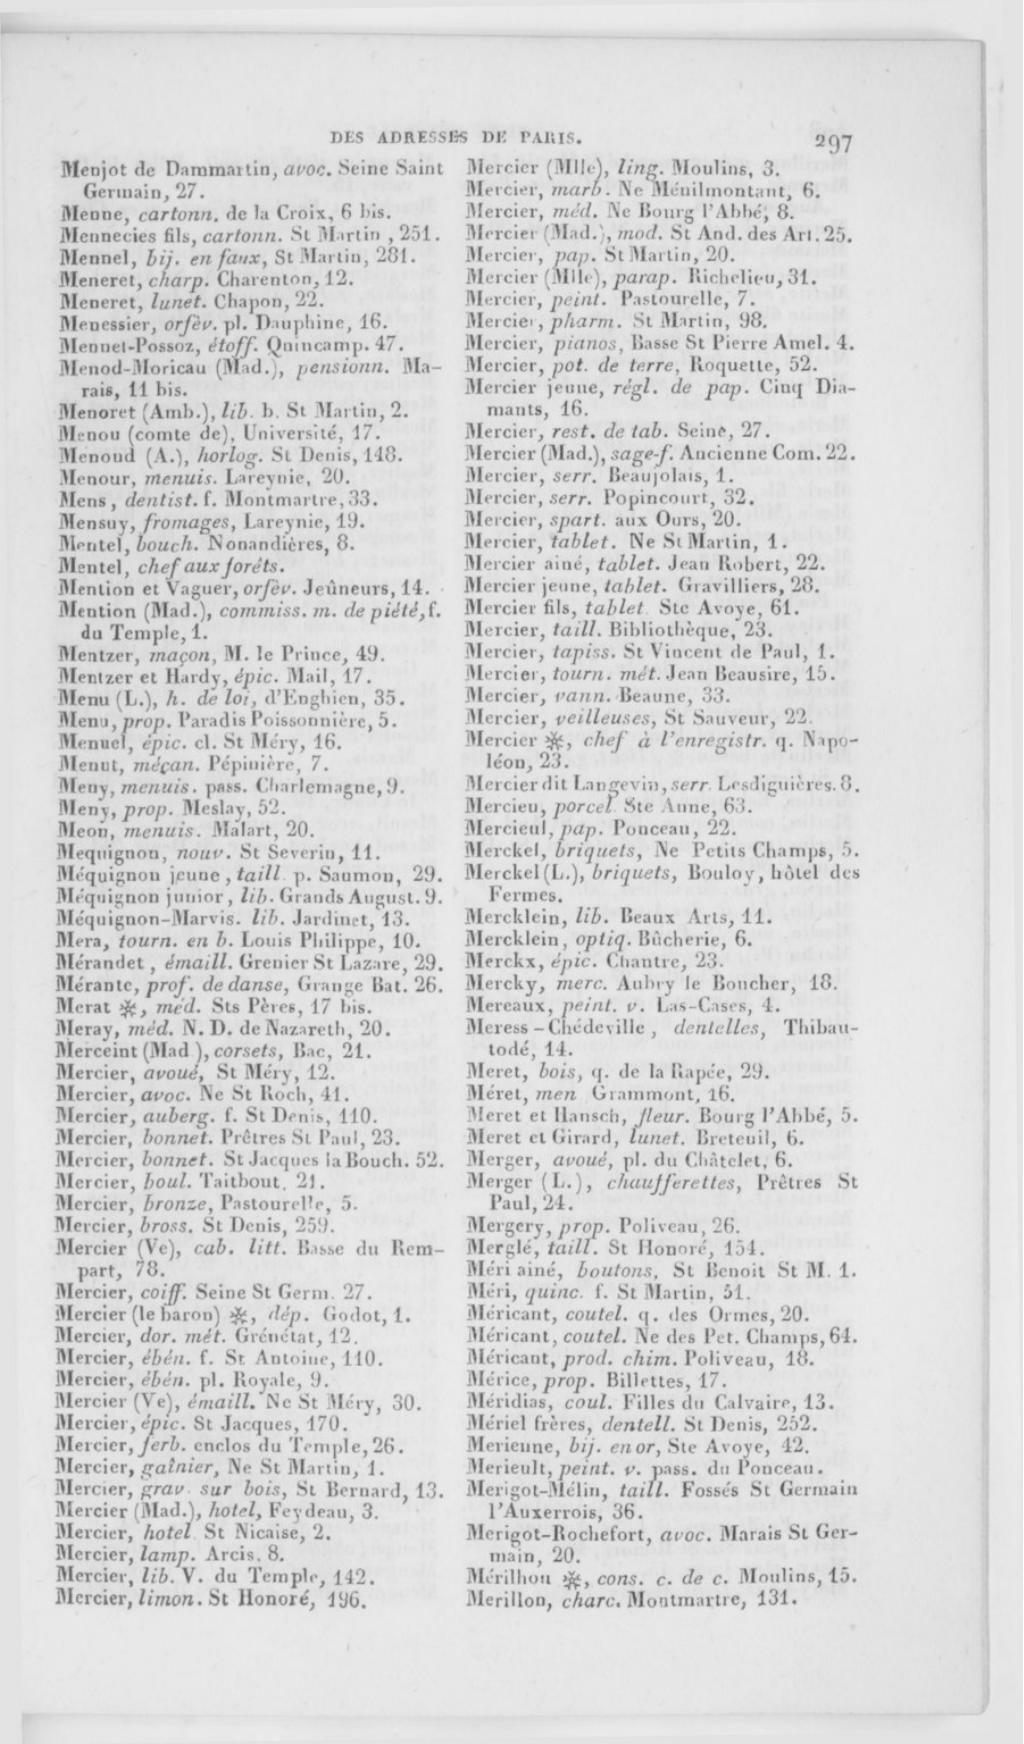 DES ADRESSES DE PARIS. 297
Menjot de Dammartin, avoc. Seine Saint
Germain, 27.
Menne, cartonn. de la Croix, 6 bis.
Mennecies fils, cartonn. St Martin, 251.
Mennel, bij. en faux, St Martin, 281.
Meneret, charp. Charenton, 12.
Meneret, lunet. Chapon, 22.
Menessier, orfèv. pl. Dauphine, 16.
Mennet-Possoz, étoff. Quincamp. 47.
Menod-Moricau (Mad.), pensionn. Ma-
rais, 11 bis.
Menoret (Amb.), lib. b. St Martin, 2.
Menou (comte de), Université, 17.
Menoud (A.), horlog. St Denis, 148.
Menour, menuis. Lareynie, 20.
Mens, dentist. f. Montmartre, 33.
Mensuy, fromages, Lareynie, 19.
Mentel, bouch. Nonandières, 8.
Mentel, chef aux forêts.
Mention et Vaguer, orfèv. Jeûneurs, 14.
Mention (Mad.), commiss. m. de piété, f.
du Temple, 1.
Mentzer, maçon, M. le Prince, 49.
Mentzer et Hardy, épic. Mail, 17.
Menu (L.), h. de loi, d'Enghien, 35.
Menu, prop. Paradis Poissonnière, 5.
Menuel, épic. cl. St Méry, 16.
Menut, mécan. Pépinière, 7.
Meny, menuis. pass. Charlemagne, 9.
Meny, prop. Meslay, 52.
Meon, menuis. Malart, 20.
Mequignon, nouv. St Severin, 11.
Méquignon jeune, taill. p. Saumon, 29.
Méquignon junior, lib. Grands August. 9.
Méquignon-Marvis. lib. Jardinet, 13.
Mera, tourn. en b. Louis Philippe, 10.
Mérandet, émaill. Grenier St Lazare, 29.
Mérante, prof. de danse, Grange Bat. 26.
Merat ✻, méd. Sts Pères, 17 bis.
Meray, méd. N. D. de Nazareth, 20.
Merceint (Mad ), corsets, Bac, 21.
Mercier, avoué, St Méry, 12.
Mercier, avoc. Ne St Roch, 41.
Mercier, auberg. f. St Denis, 110.
Mercier, bonnet. Prêtres St Paul, 23.
Mercier, bonnet. St Jacques la Bouch. 52.
Mercier, boul. Taitbout. 21.
Mercier, bronze, Pastourelle, 5.
Mercier, bross. St Denis, 259.
Mercier (Ve), cab. litt. Basse du Rem-
part, 78.
Mercier, coiff. Seine St Germ. 27.
Mercier (le baron) ✻, dép. Godot, 1.
Mercier, dor. mét. Grénétat, 12.
Mercier, ébén. f. St Antoine, 110.
Mercier, ébén. pl. Royale, 9.
Mercier (Ve), émaill. Ne St Méry, 30.
Mercier, épic. St Jacques, 170.
Mercier, ferb. enclos du Temple, 26.
Mercier, gaînier, Ne St Martin, 1.
Mercier, grav. sur bois, St Bernard, 13.
Mercier (Mad.), hotel, Feydeau, 3.
Mercier, hotel St Nicaise, 2.
Mercier, lamp. Arcis. 8.
Mercier, lib. V. du Temple, 142.
Mercier, limon. St Honoré, 196.
Mercier (Mlle), ling. Moulins, 3.
Mercier, marb. Ne Ménilmontant, 6.
Mercier, méd. Ne Bourg l'Abbé, 8.
Mercier (Mad.), mod. St And. des Art. 25.
Mercier, pap. St Martin, 20.
Mercier (Mlle), parap. Richelieu, 31.
Mercier, peint. Pastourelle, 7.
Mercier, pharm. St Martin, 98.
Mercier, pianos, Basse St Pierre Amel. 4.
Mercier, pot. de terre, Roquette, 52.
Mercier jeune, régl. de pap. Cinq Dia-
mants, 16.
Mercier, rest. de tab. Seine, 27.
Mercier (Mad.), sage-f. Ancienne Com. 22.
Mercier, serr. Beaujolais, 1.
Mercier, serr. Popincourt, 32.
Mercier, spart. aux Ours, 20.
Mercier, tablet. Ne St Martin, 1.
Mercier ainé, tablet. Jean Robert, 22.
Mercier jeune, tablet. Gravilliers, 28.
Mercier fils, tablet Ste Avoye, 61.
Mercier, taill. Bibliothèque, 23.
Mercier, tapiss. St Vincent de Paul, 1.
Mercier, tourn. mét. Jean Beausire, 15.
Mercier, vann. Beaune, 33.
Mercier, veilleuses, St Sauveur, 22.
Mercier ✻, chef à l'enregistr. q. Napo-
léon, 23.
Mercier dit Langevin, serr. Lesdiguières. 8.
Mercieu, porcel Ste Anne, 63.
Mercieul, pap. Ponceau, 22.
Merckel, briquets, Ne Petits Champs, 5.
Merckel (L.), briquets, Bouloy, hôtel des
Fermes.
Mercklein, lib. Beaux Arts, 11.
Mercklein, optiq. Bûcherie, 6.
Merckx, épic. Chantre, 23.
Mercky, merc. Aubry le Boucher, 18.
Mereaux, peint. v. Las-Cases, 4.
Meress-Chédeville, dentelles, Thibau-
todé, 14.
Meret, bois, q. de la Rapée, 29.
Méret, men Grammont, 16.
Meret et Hansch, fleur. Bourg l'Abbé, 5.
Meret et Girard, lunet. Breteuil, 6.
Merger, avoué, pl. du Châtelet, 6.
Merger (L.), chaufferettes, Prêtres St
Paul, 24.
Mergery, prop. Poliveau, 26.
Merglé, taill. St Honoré, 154.
Méri ainé, boutons, St Benoit St M. 1.
Méri, quinc. f. St Martin, 51.
Méricant, coutel. q. des Ormes, 20.
Méricant, coutel. Ne des Pet. Champs, 64.
Méricant, prod. chim. Poliveau, 18.
Mérice, prop. Billettes, 17.
Méridias, coul. Filles du Calvaire, 13.
Mériel frères, dentell. St Denis, 252.
Merienne, bij. en or, Ste Avoye, 42.
Merieult, peint. v. pass. du Ponceau.
Merigot-Mélin, taill. Fossés St Germain
l'Auxerrois, 36.
Merigot-Rochefort, avoc. Marais St Ger-
main, 20.
Mérilhou ✻, cons. c. de c. Moulins, 15.
Merillon, charc. Montmartre, 131.